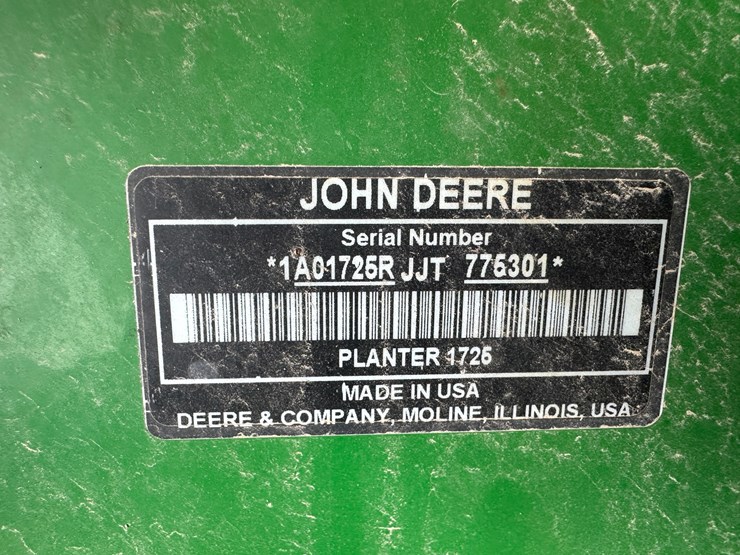 JOHN DEERE
Serial Number
*1A01725R JJT 775301*
PLANTER 1725
MADE IN USA
DEERE & COMPANY, MOLINE, ILLINOIS, USA